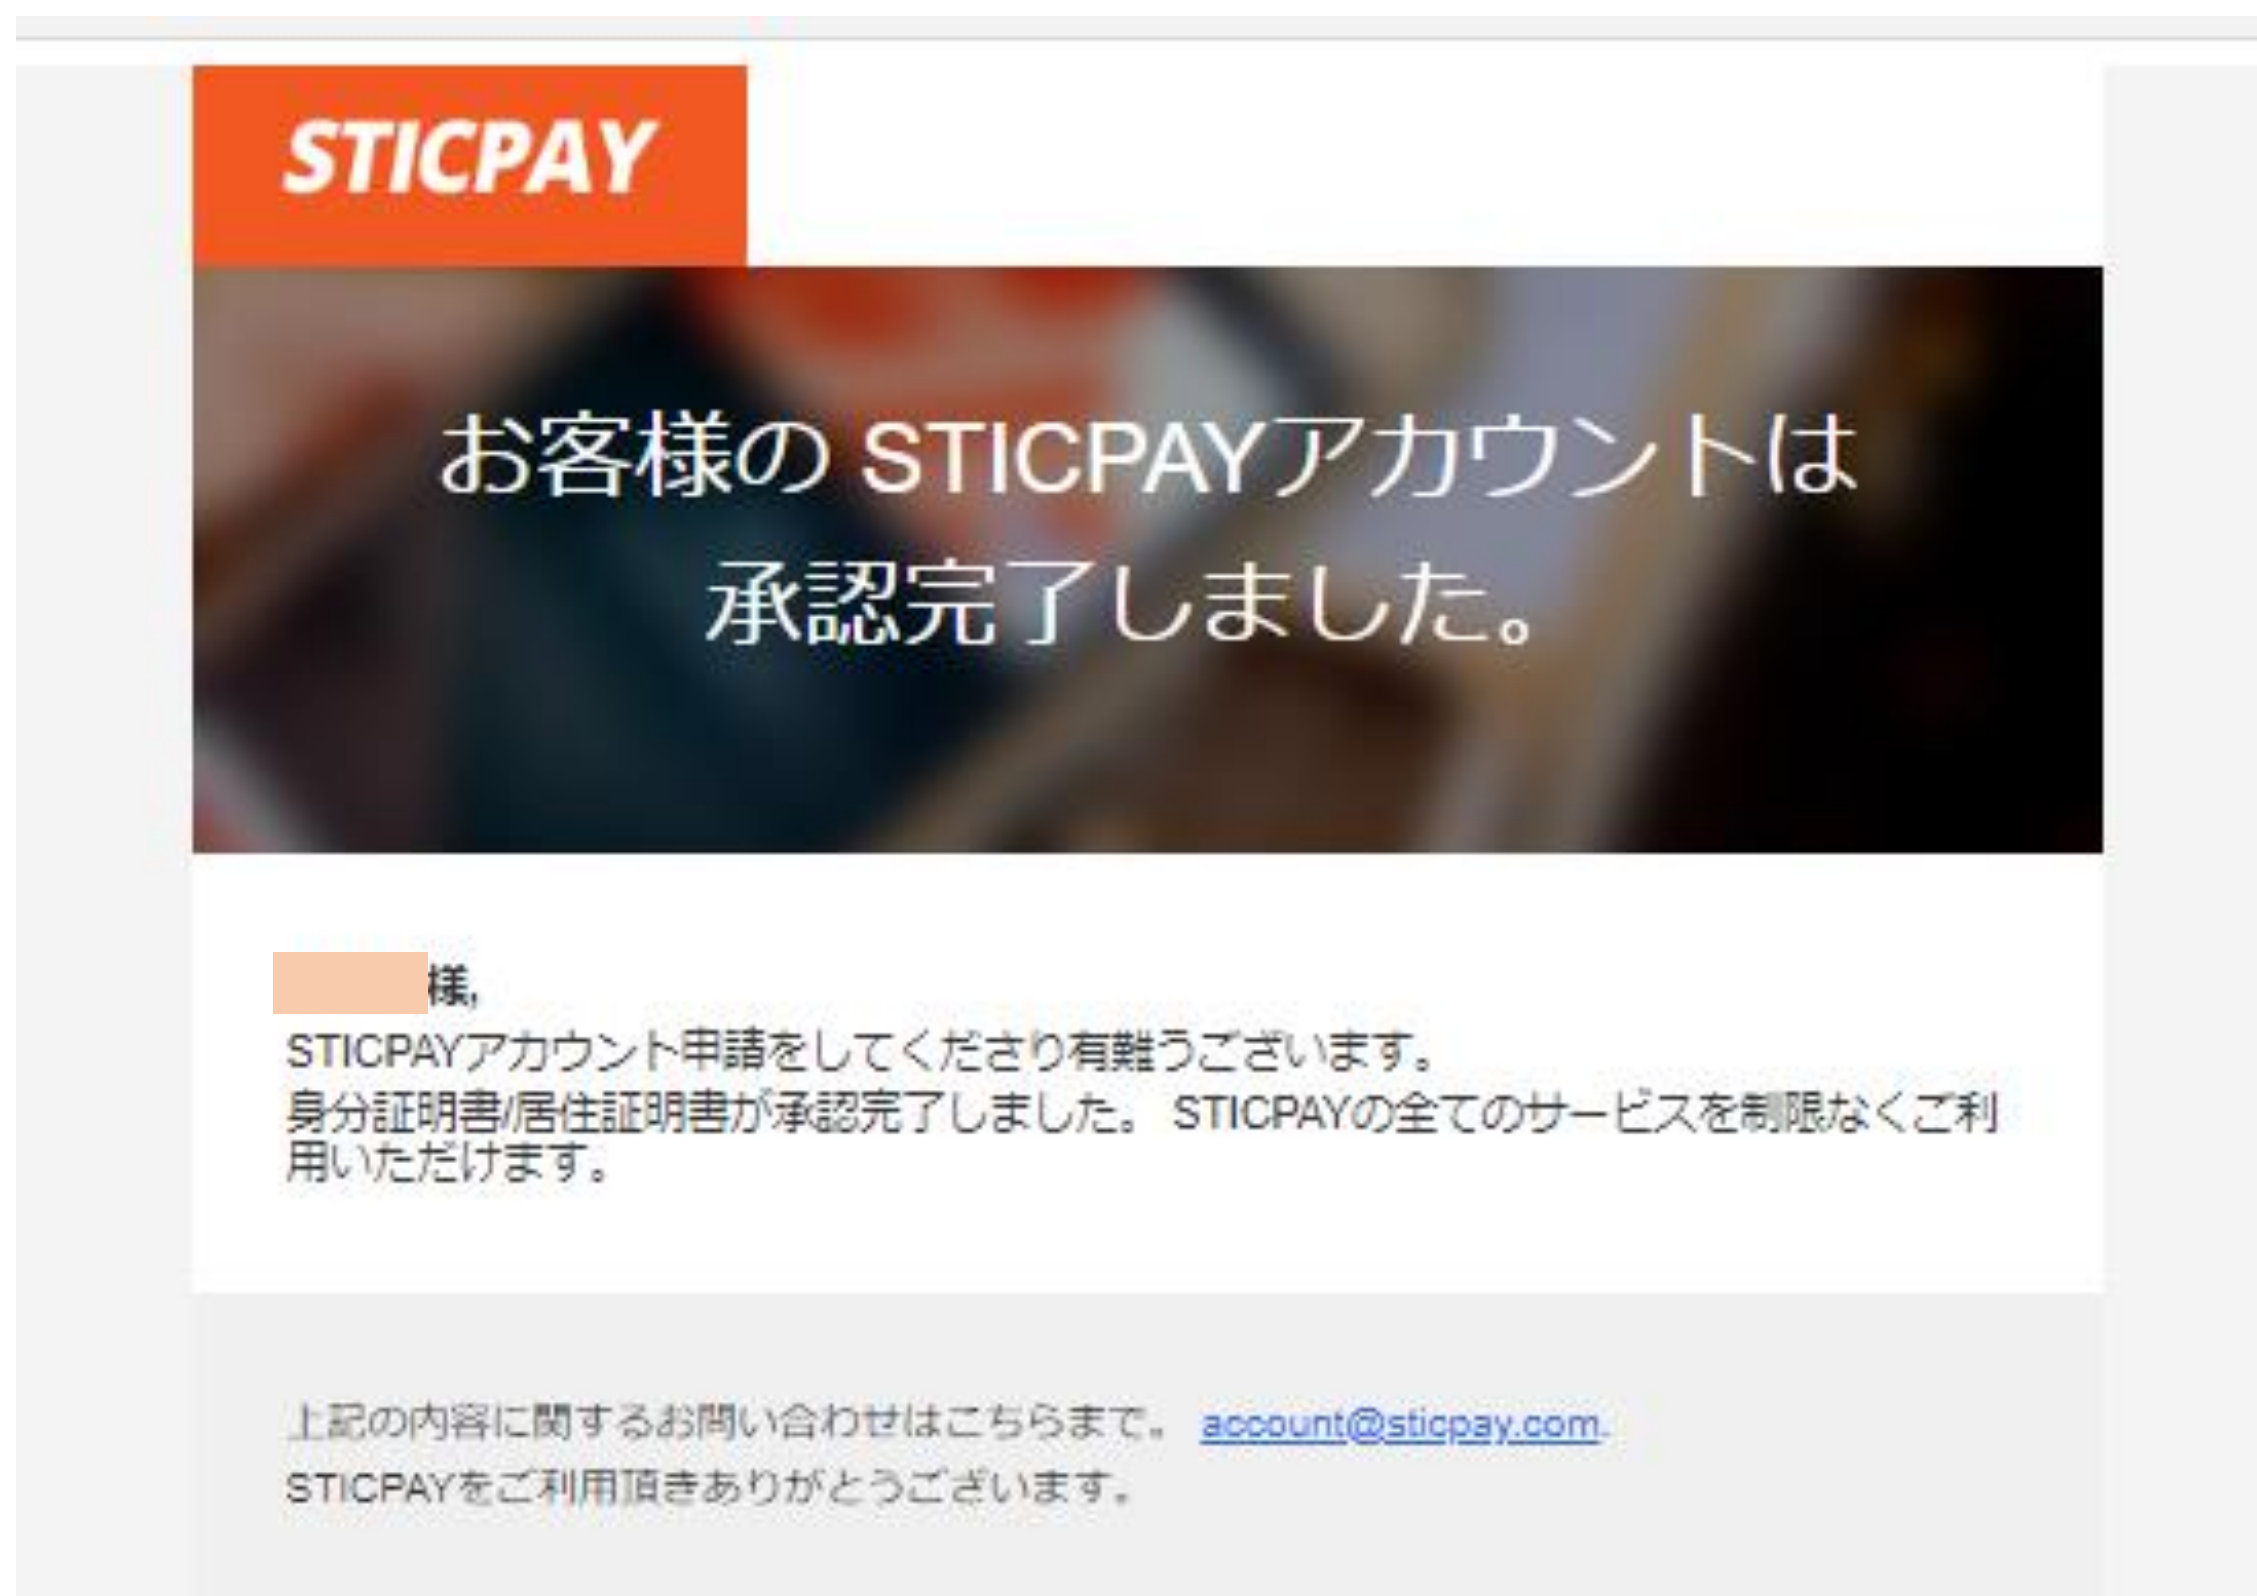 STICPAY
お客様の STICPAYアカウントは
承認完了しました。
様,
STICPAYアカウント申請をしてくださり有難うございます。
身分証明書/居住証明書が承認完了しました。 STICPAYの全てのサービスを制限なくご利
用いただけます。
上記の内容に関するお問い合わせはこちらまで。 account@sticpay.com.
STICPAYをご利用頂きありがとうございます。